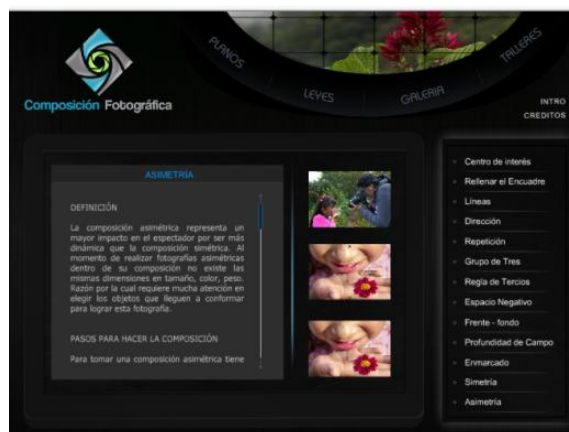 PLANOS
LEYES
GALERIA
TALLERES
Composición Fotográfica
INTRO
CREDITOS
ASIMETRÍA
DEFINICIÓN
La composición asimétrica representa un
mayor impacto en el espectador por ser más
dinámica que la composición simétrica. Al
momento de realizar fotografías asimétricas
dentro de su composición no existe las
mismas dimensiones en tamaño, color, peso.
Razón por la cual requiere mucha atención en
elegir los objetos que lleguen a conformar
para lograr esta fotografía.
PASOS PARA HACER LA COMPOSICIÓN
Para tomar una composición asimétrica tiene
Centro de interés
Rellenar el Encuadre
Líneas
Dirección
Repetición
Grupo de Tres
Regla de Tercios
Espacio Negativo
Frente - fondo
Profundidad de Campo
Enmarcado
Simetría
Asimetría